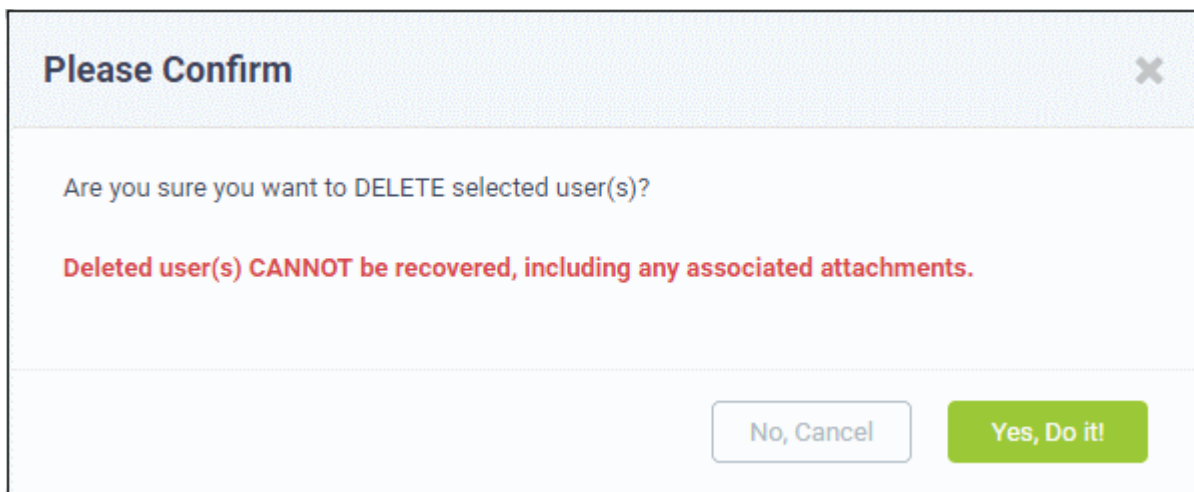 Please Confirm
Are you sure you want to DELETE selected user(s)?
Deleted user(s) CANNOT be recovered, including any associated attachments.
No, Cancel
Yes, Do it!